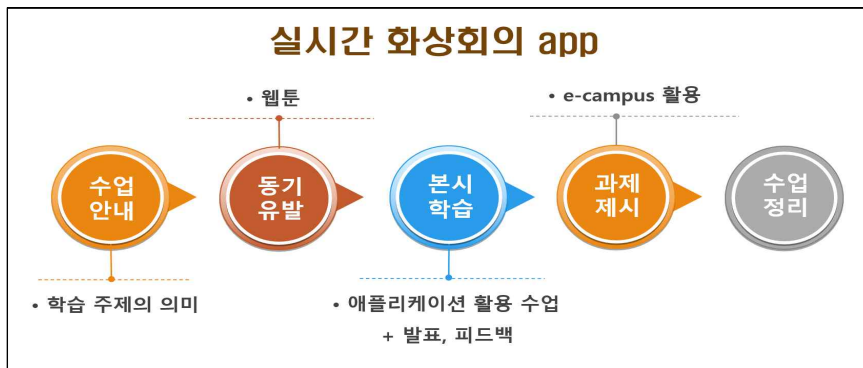 실시간 화상회의 app
• 웹툰
• e-campus 활용
수업
안내
동기
유발
본시
학습
과제
제시
수업
정리
• 학습 주제의 의미
• 애플리케이션 활용 수업
+ 발표, 피드백